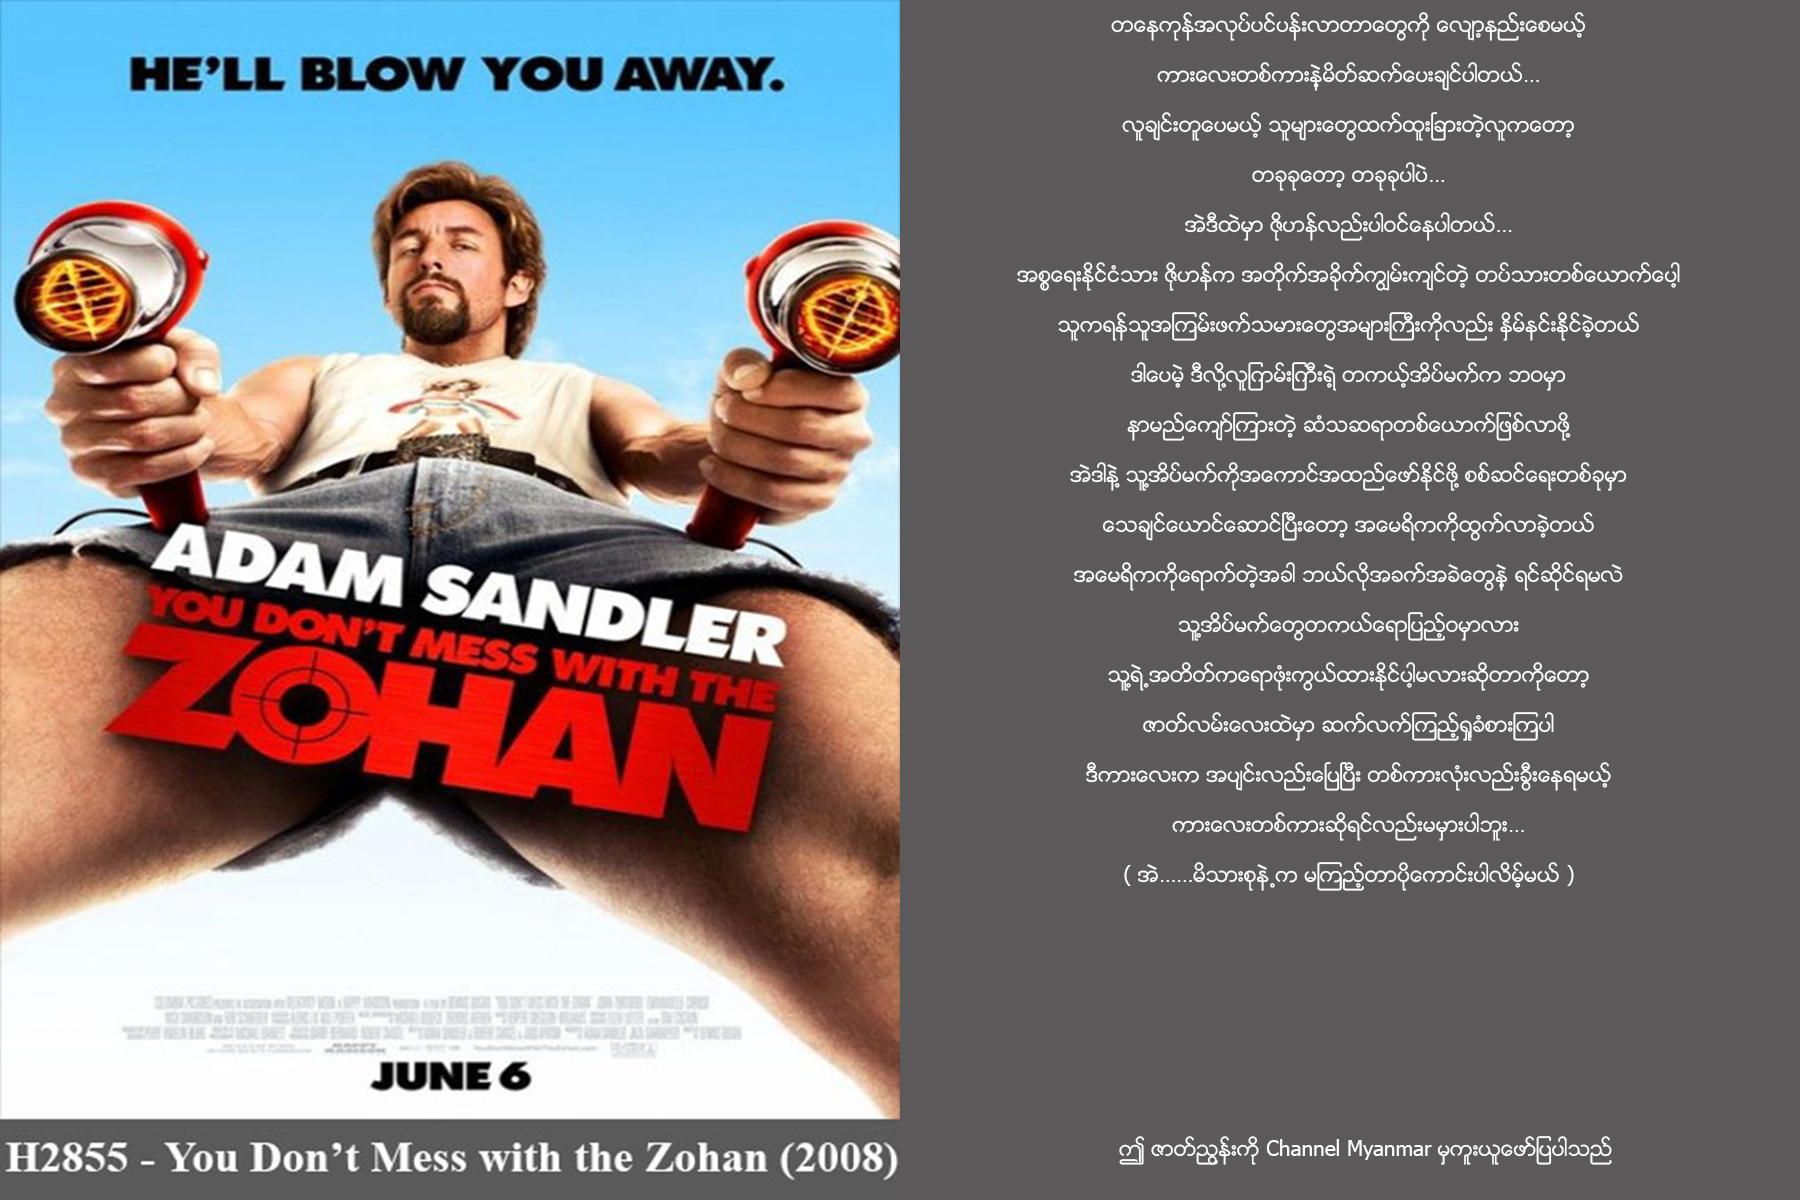 HE'LL BLOW YOU AWAY.
ADAM SANDLER
YOU DON'T MESS WITH THE
ZOHAN
JUNE 6
H2855 - You Don't Mess with the Zohan (2008)
တနေကုန်အလုပ်ပင်ပန်းလာတာတွေကို လျော့နည်းစေမယ့်
ကားလေးတစ်ကားနဲ့မိတ်ဆက်ပေးချင်ပါတယ်...
လူချင်းတူပေမယ့် သူများတွေထက်ထူးခြားတဲ့လူကတော့
တခုခုတော့ တခုခုပါပဲ...
အဲဒီထဲမှာ ဇိုဟန်လည်းပါဝင်နေပါတယ်...
အစ္စရေးနိုင်ငံသား ဇိုဟန်က အတိုက်အခိုက်ကျွမ်းကျင်တဲ့ တပ်သားတစ်ယောက်ပေ့ါ
သူကရန်သူအကြမ်းဖက်သမားတွေအများကြီးကိုလည်း နှိမ်နင်းနိုင်ခဲ့တယ်
ဒါပေမဲ့ ဒီလို့လူကြမ်းကြီးရဲ့ တကယ့်အိပ်မက်က ဘဝမှာ
နာမည်ကျော်ကြားတဲ့ ဆံသဆရာတစ်ယောက်ဖြစ်လာဖို့
အဲဒါနဲ့ သူ့အိပ်မက်ကိုအကောင်အထည်ဖော်နိုင်ဖို့ စစ်ဆင်ရေးတစ်ခုမှာ
သေချင်ယောင်ဆောင်ပြီးတော့ အမေရိကကိုထွက်လာခဲ့တယ်
အမေရိကကိုရောက်တဲ့အခါ ဘယ်လိုအခက်အခဲတွေနဲ့ ရင်ဆိုင်ရမလဲ
သူ့အိပ်မက်တွေတကယ်ရောပြည့်ဝမှာလား
သူ့ရဲ့အတိတ်ကရောဖုံးကွယ်ထားနိုင်ပ့ါမလားဆိုတာကိုတော့
ဇာတ်လမ်းလေးထဲမှာ ဆက်လက်ကြည့်ရှုခံစားကြပါ
ဒီကားလေးက အပျင်းလည်းပြေပြီး တစ်ကားလုံးလည်းခွီးနေရမယ့်
ကားလေးတစ်ကားဆိုရင်လည်းမမှားပါဘူး...
( အဲ......မိသားစုနဲ့က မကြည့်တာပိုကောင်းပါလိမ့်မယ် )
ဤ ဇာတ်ညွှန်းကို Channel Myanmar မှကူးယူဖော်ပြပါသည်